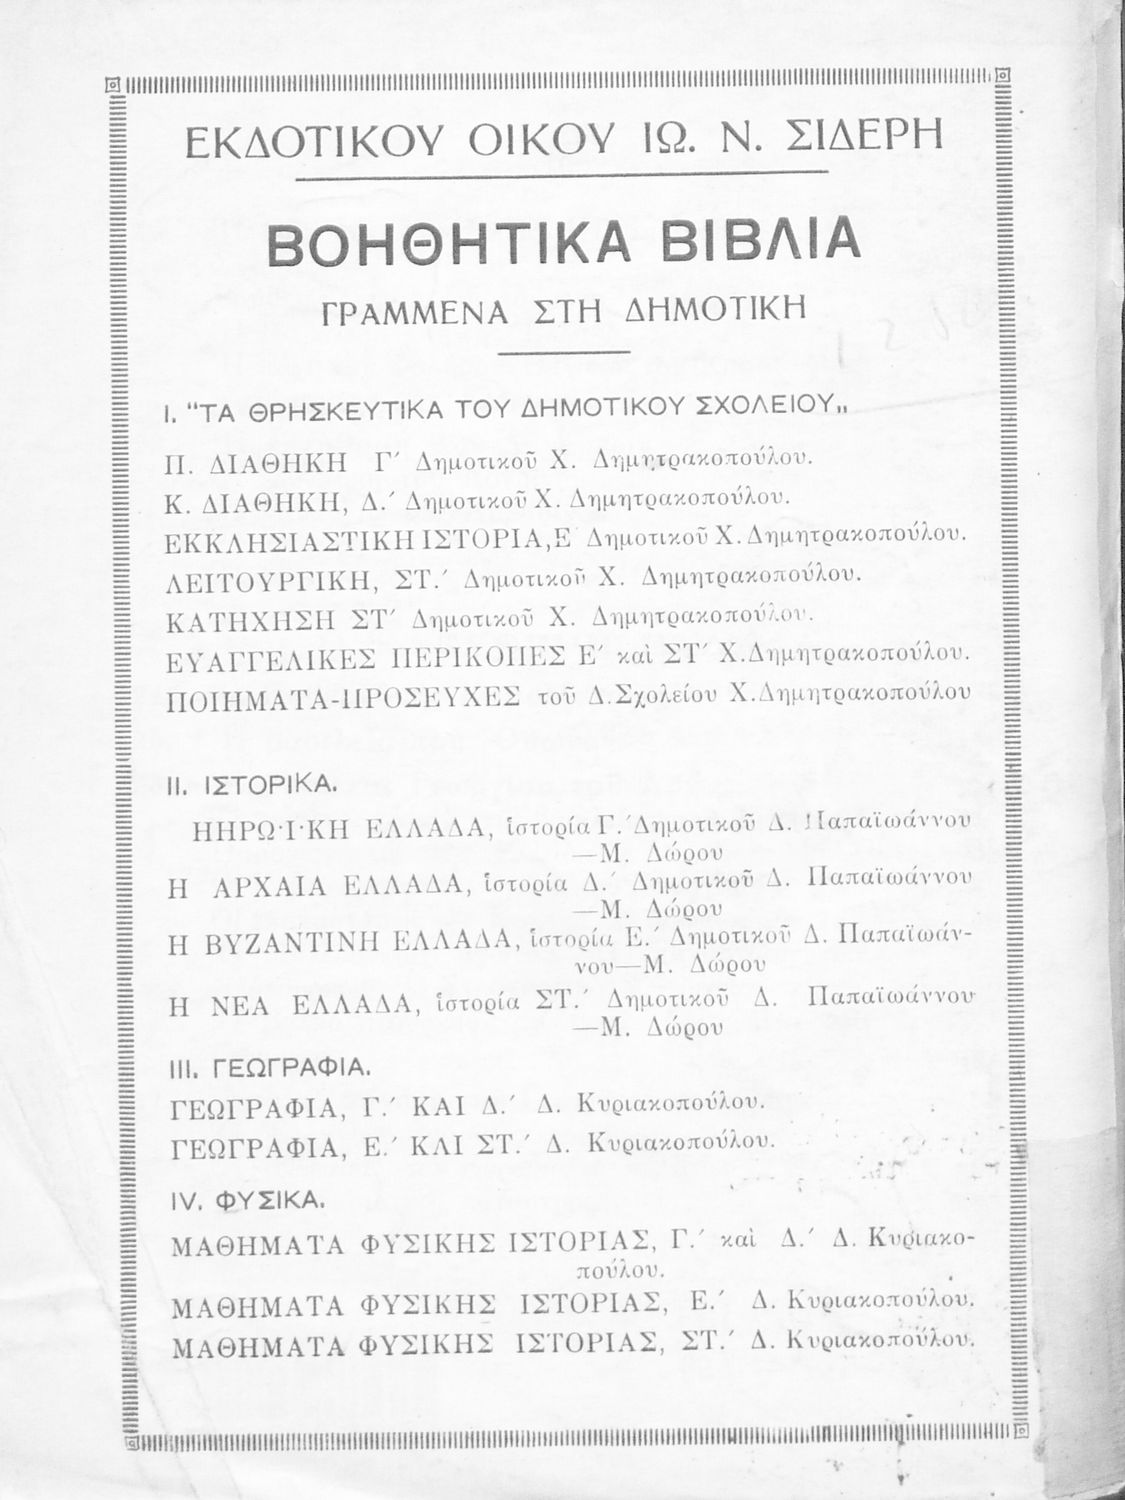 ΕΚΔΟΤΙΚΟΥ ΟΙΚΟΥ ΙΩ. Ν. ΣΙΔΕΡΗ
ΒΟΗΘΗΤΙΚΑ ΒΙΒΛΙΑ
ΓΡΑΜΜΕΝΑ ΣΤΗ ΔΗΜΟΤΙΚΗ
I. "ΤΑ ΘΡΗΣΚΕΥΤΙΚΑ ΤΟΥ ΔΗΜΟΤΙΚΟΥ ΣΧΟΛΕΙΟΥ„
Π. ΔΙΑΘΗΚΗ Γ΄ Δημοτικοῦ Χ. Δημητρακοπούλου.
Κ. ΔΙΑΘΗΚΗ, Δ.΄ Δημοτικοῦ Χ. Δημητρακοπούλου.
ΕΚΚΛΗΣΙΑΣΤΙΚΗ ΙΣΤΟΡΙΑ, Ε΄ Δημοτικοῦ Χ. Δημητρακοπούλου.
ΛΕΙΤΟΥΡΓΙΚΗ, ΣΤ.΄ Δημοτικοῦ Χ. Δημητρακοπούλου.
ΚΑΤΗΧΗΣΗ ΣΤ΄ Δημοτικοῦ Χ. Δημητρακοπούλου.
ΕΥΑΓΓΕΛΙΚΕΣ ΠΕΡΙΚΟΠΕΣ Ε΄ καὶ ΣΤ΄ Χ. Δημητρακοπούλου.
ΠΟΙΗΜΑΤΑ-ΠΡΟΣΕΥΧΕΣ τοῦ Δ. Σχολείου Χ. Δημητρακοπούλου
II. ΙΣΤΟΡΙΚΑ.
ΗΗΡΩ·Ι·ΚΗ ΕΛΛΑΔΑ, ἱστορία Γ.΄ Δημοτικοῦ Δ. Παπαϊωάννου
—Μ. Δώρου
Η ΑΡΧΑΙΑ ΕΛΛΑΔΑ, ἱστορία Δ.΄ Δημοτικοῦ Δ. Παπαϊωάννου
—Μ. Δώρου
Η ΒΥΖΑΝΤΙΝΗ ΕΛΛΑΔΑ, ἱστορία Ε.΄ Δημοτικοῦ Δ. Παπαϊωάν-
νου—Μ. Δώρου
Η ΝΕΑ ΕΛΛΑΔΑ, ἱστορία ΣΤ.΄ Δημοτικοῦ Δ. Παπαϊωάννου
—Μ. Δώρου
III. ΓΕΩΓΡΑΦΙΑ.
ΓΕΩΓΡΑΦΙΑ, Γ.΄ ΚΑΙ Δ.΄ Δ. Κυριακοπούλου.
ΓΕΩΓΡΑΦΙΑ, Ε.΄ ΚΑΙ ΣΤ.΄ Δ. Κυριακοπούλου.
IV. ΦΥΣΙΚΑ.
ΜΑΘΗΜΑΤΑ ΦΥΣΙΚΗΣ ΙΣΤΟΡΙΑΣ, Γ.΄ καὶ Δ.΄ Δ. Κυριακο-
πούλου.
ΜΑΘΗΜΑΤΑ ΦΥΣΙΚΗΣ ΙΣΤΟΡΙΑΣ, Ε.΄ Δ. Κυριακοπούλου.
ΜΑΘΗΜΑΤΑ ΦΥΣΙΚΗΣ ΙΣΤΟΡΙΑΣ, ΣΤ.΄ Δ. Κυριακοπούλου.